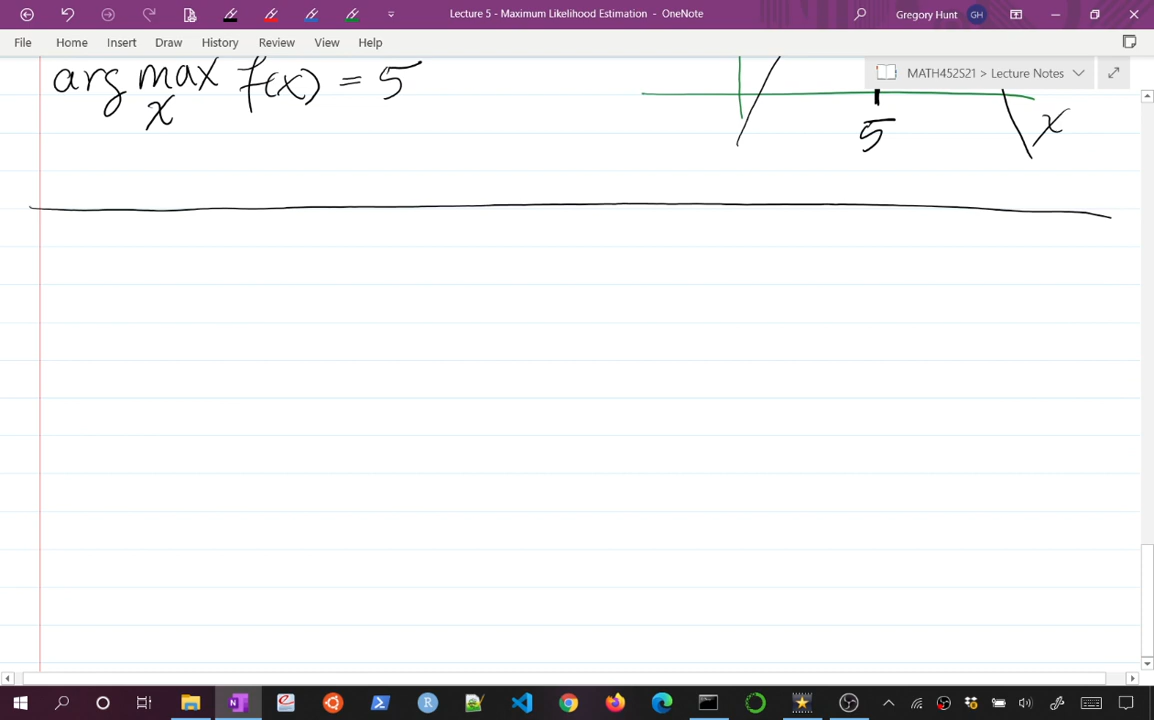 Lecture 5 - Maximum Likelihood Estimation - OneNote
Gregory Hunt GH
File Home Insert Draw History Review View Help
MATH452S21 > Lecture Notes
arg max f(x) = 5
x
5
x